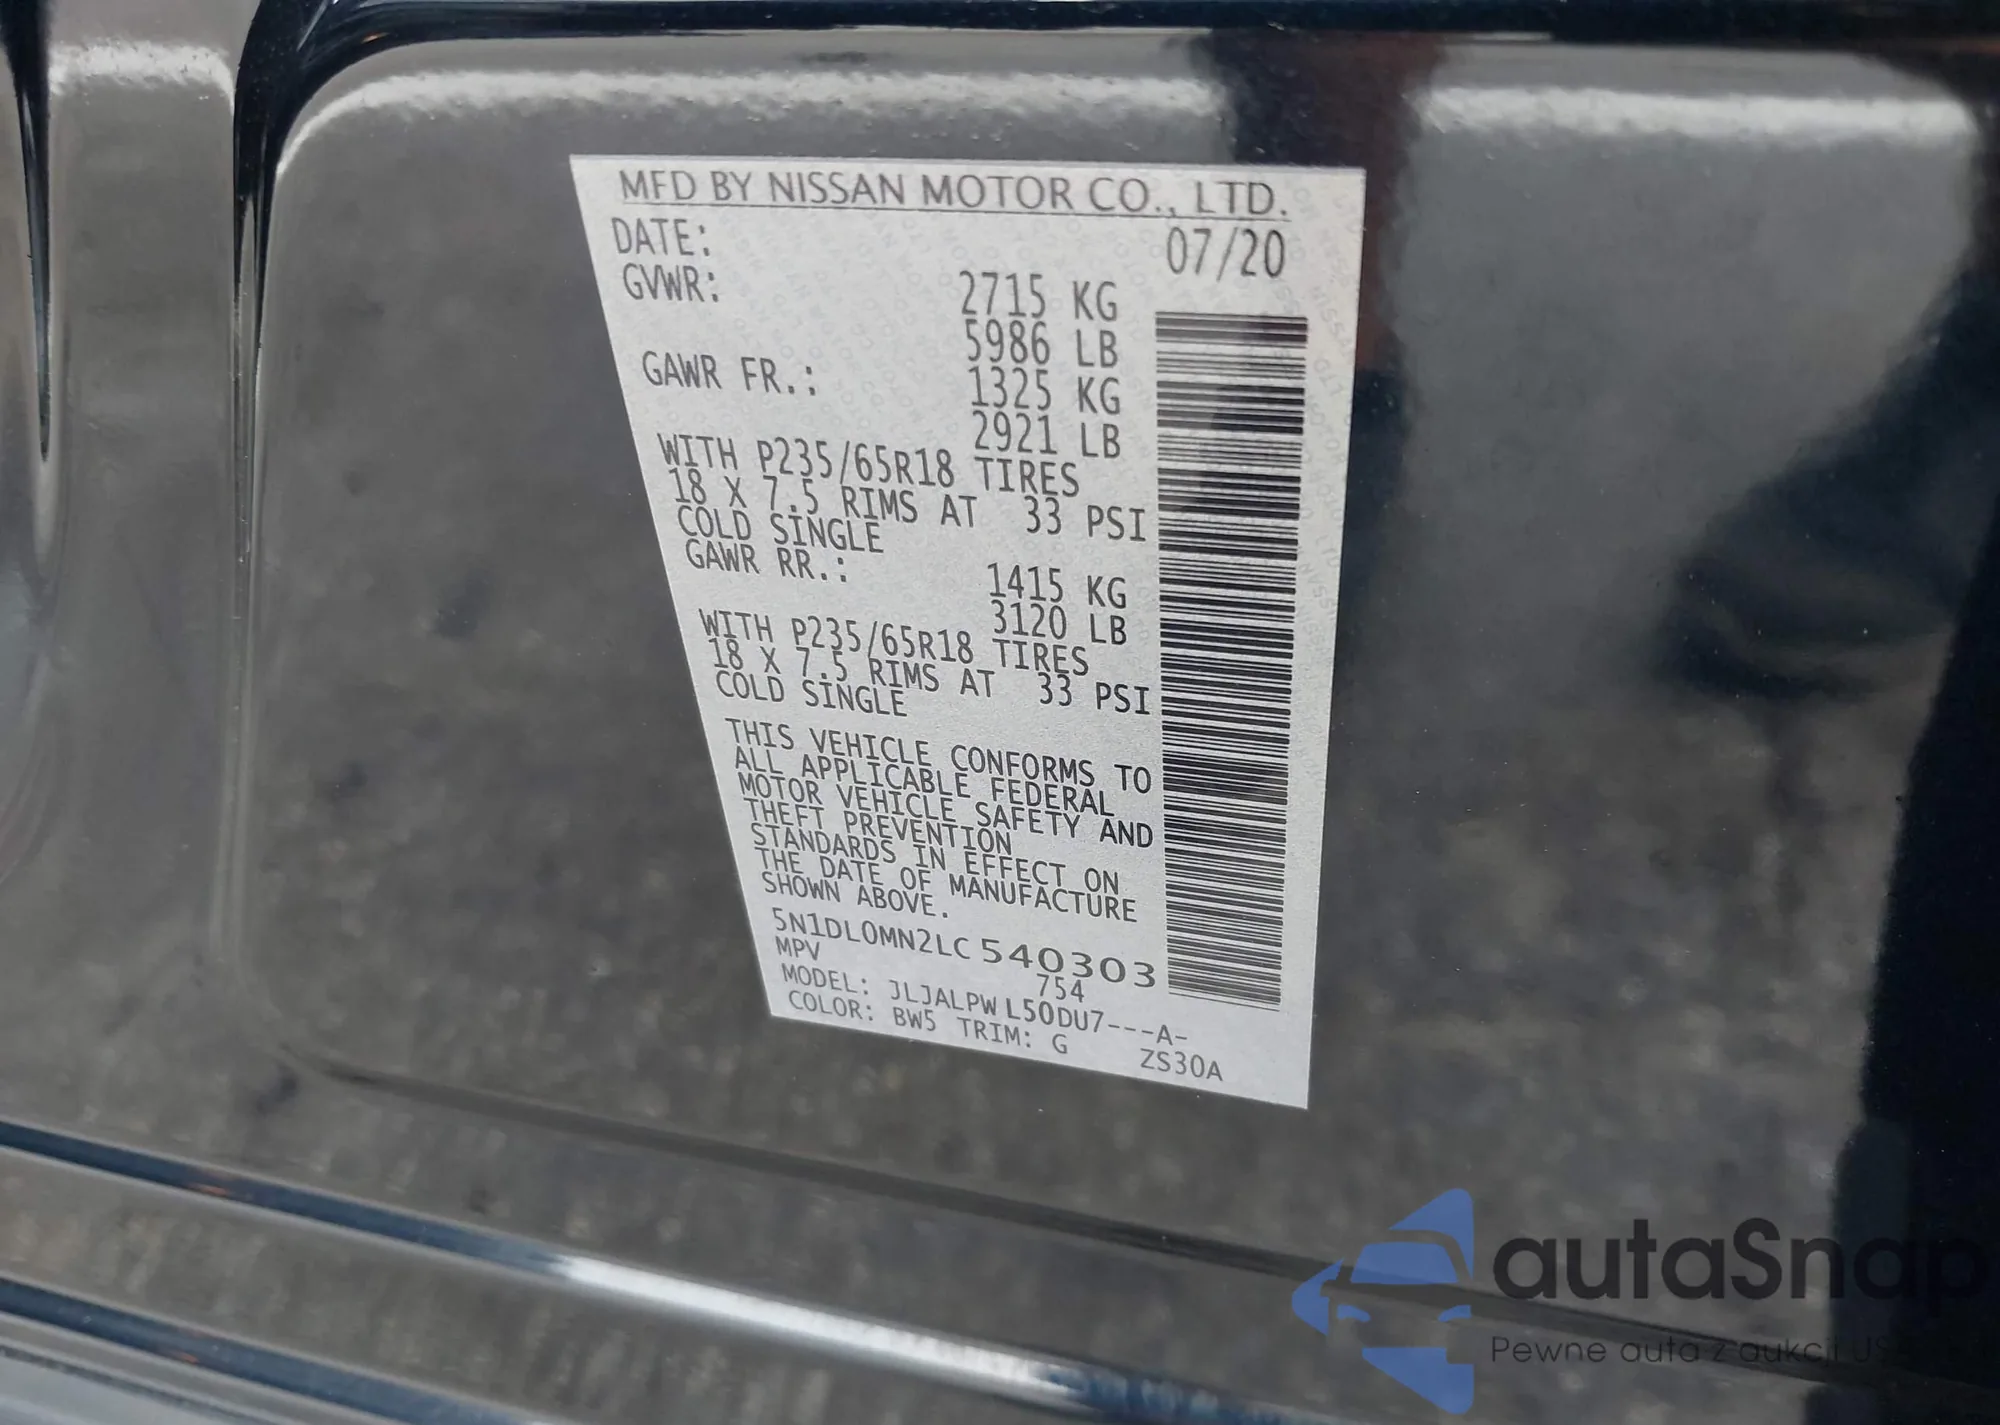 MFD BY NISSAN MOTOR CO., LTD.
DATE: 07/20
GVWR: 2715 KG
5986 LB
GAWR FR.: 1325 KG
2921 LB
WITH P235/65R18 TIRES
18 X 7.5 RIMS AT 33 PSI
COLD SINGLE
GAWR RR.: 1415 KG
3120 LB
WITH P235/65R18 TIRES
18 X 7.5 RIMS AT 33 PSI
COLD SINGLE
THIS VEHICLE CONFORMS TO
ALL APPLICABLE FEDERAL
MOTOR VEHICLE SAFETY AND
THEFT PREVENTION
STANDARDS IN EFFECT ON
THE DATE OF MANUFACTURE
SHOWN ABOVE.
5N1DL0MN2LC 540303
MPV 754
MODEL: JLJALPW L50DU7---A-
COLOR: BW5 TRIM: G ZS30A
autaSnap
Pewne auta z aukcji